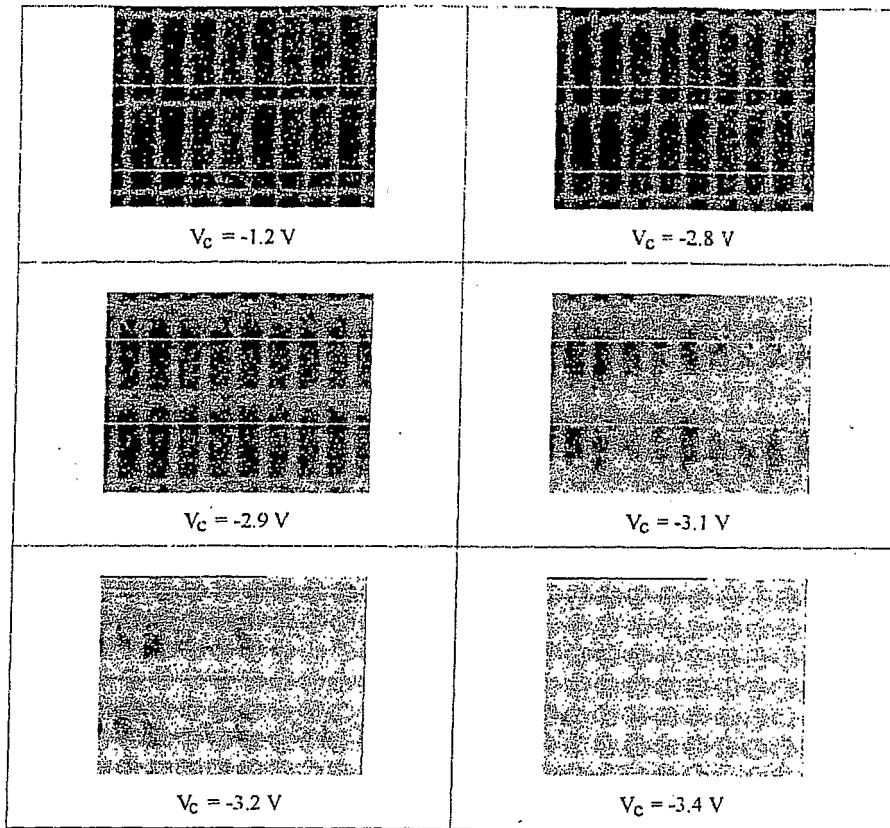 V_C = -1.2 V
V_C = -2.8 V
V_C = -2.9 V
V_C = -3.1 V
V_C = -3.2 V
V_C = -3.4 V